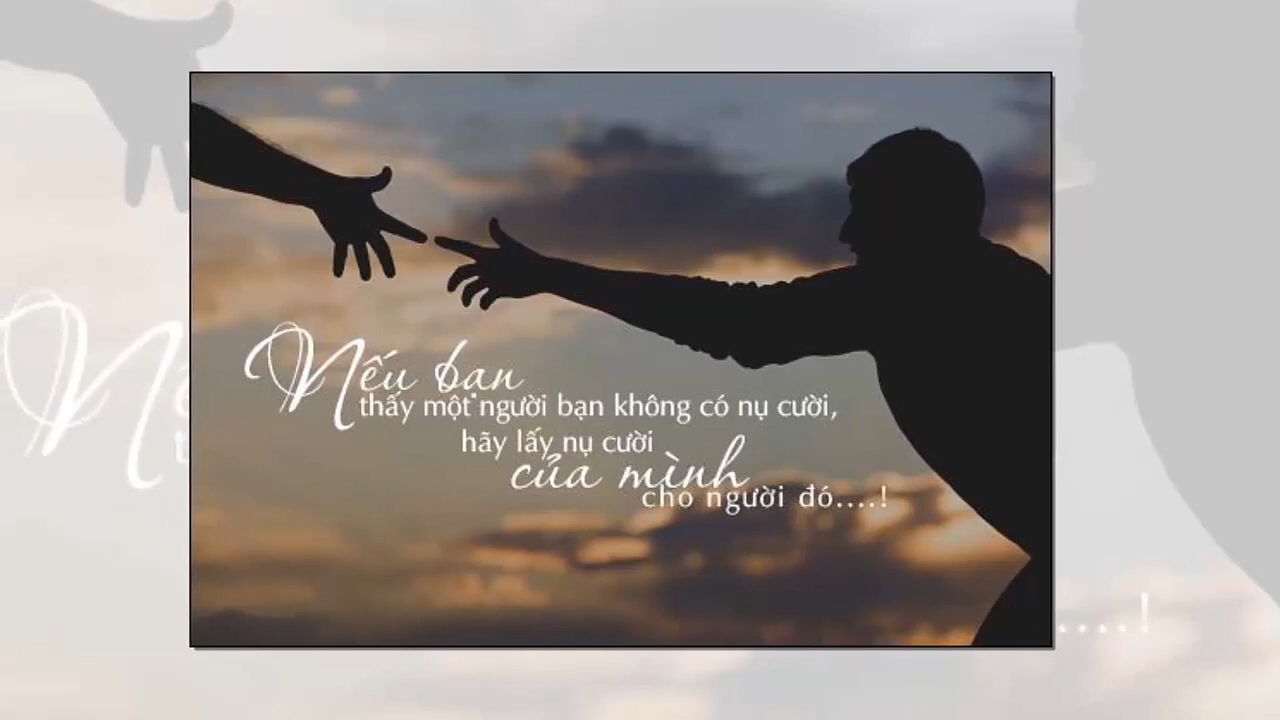 Nếu bạn
thấy một người bạn không có nụ cười,
hãy lấy nụ cười
của mình
cho người đó....!